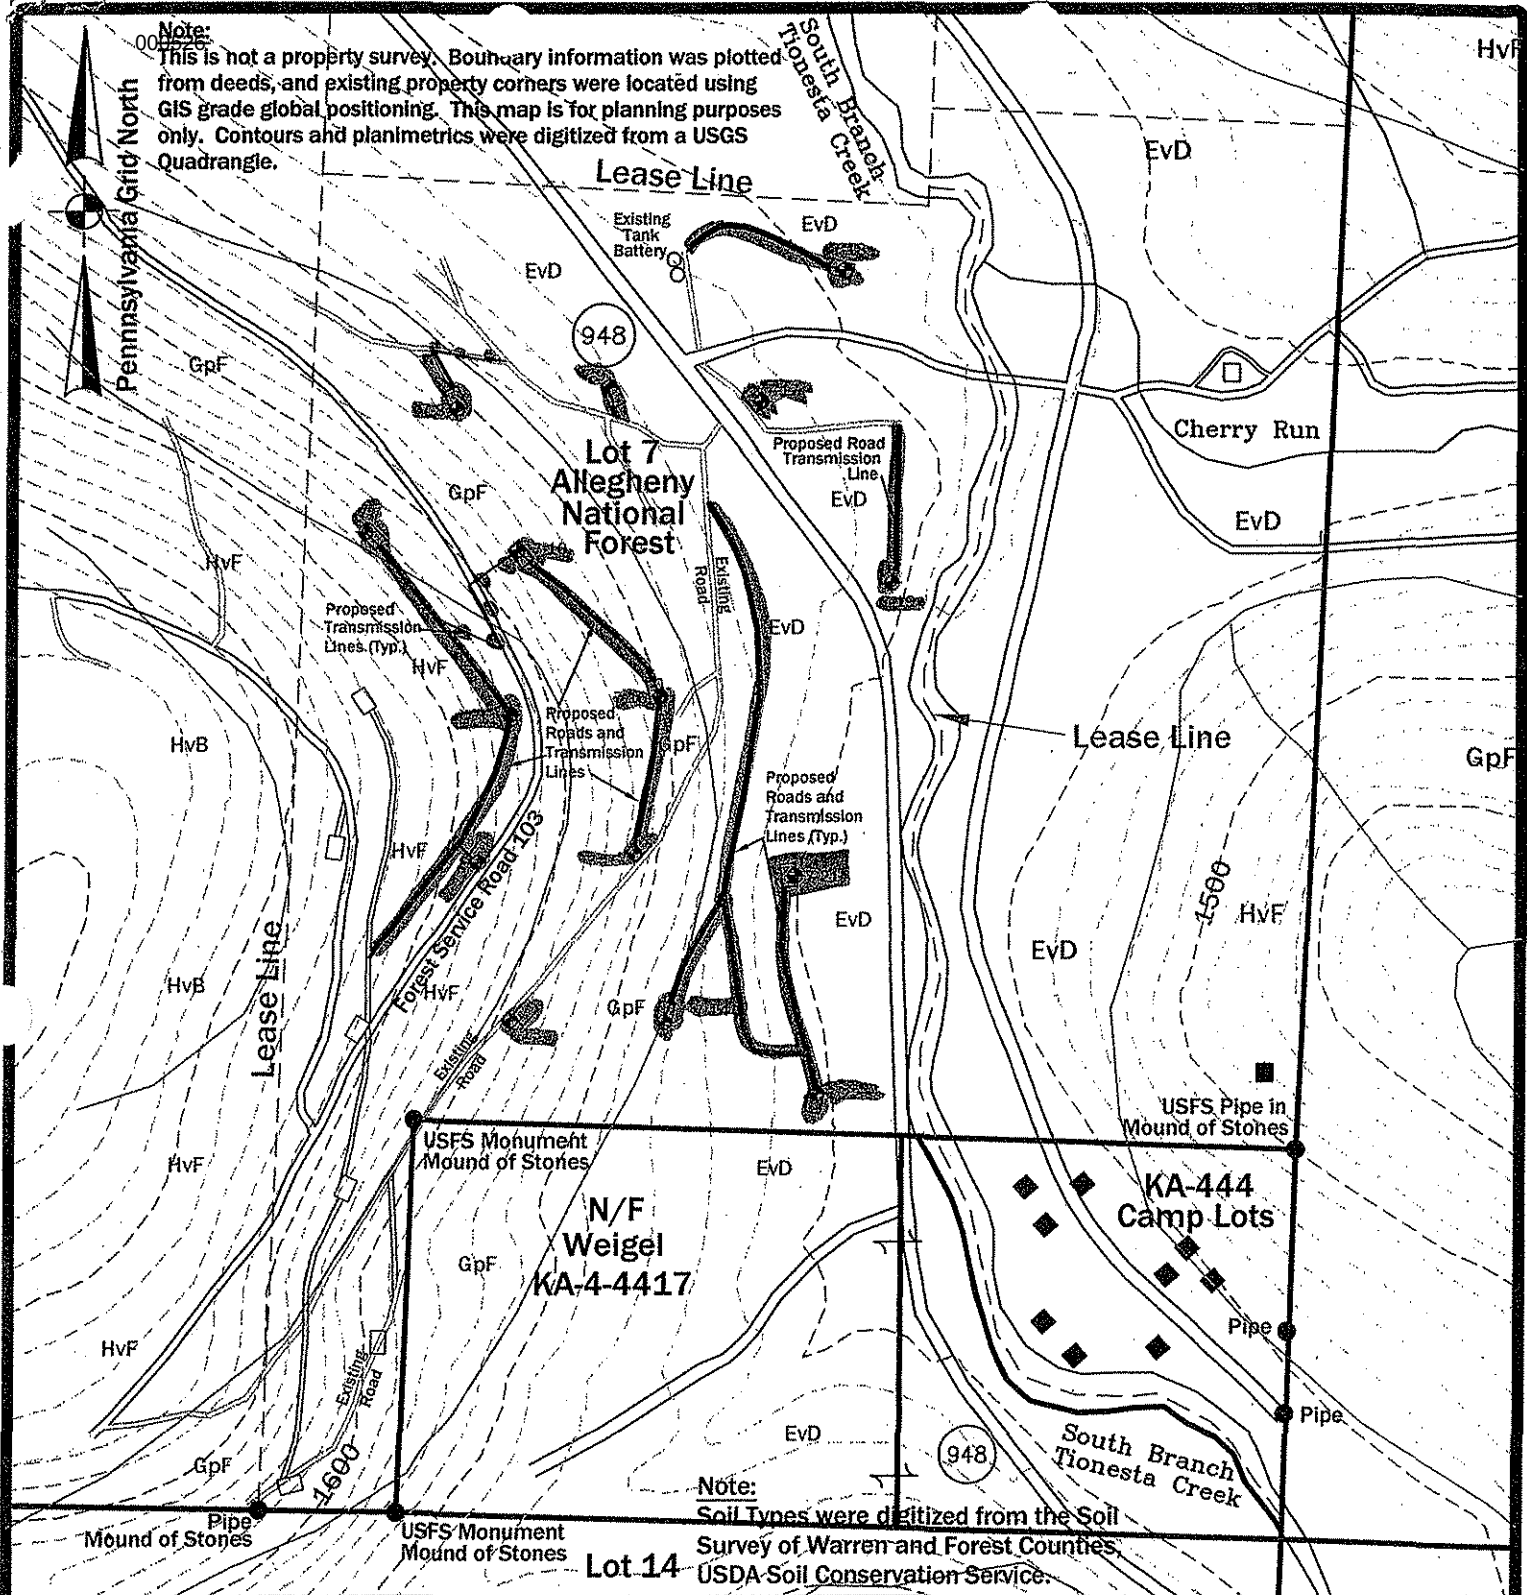 Note:
This is not a property survey. Boundary information was plotted
from deeds, and existing property corners were located using
GIS grade global positioning. This map is for planning purposes
only. Contours and planimetrics were digitized from a USGS
Quadrangle.
Pennnsylvania Grid North
South Branch
Tionesta Creek
HvF
EvD
Lease Line
Existing
Tank
Battery
EvD
EvD
948
GpF
Cherry Run
Lot 7
Allegheny
National
Forest
Proposed Road
Transmission
Line
EvD
GpF
EvD
HvF
Existing
Road
Proposed
Transmission
Lines (Typ.)
HvF
EvD
Proposed
Roads and
Transmission
Lines
GpF
HvB
Lease Line
GpF
Proposed
Roads and
Transmission
Lines (Typ.)
HvF
Forest Service Road 103
1500
HvF
EvD
EvD
Lease Line
HvB
HvF
GpF
Existing
Road
USFS Pipe in
Mound of Stones
USFS Monument
Mound of Stones
HvF
EvD
KA-444
Camp Lots
N/F
Weigel
KA-4-4417
GpF
Pipe
HvF
Existing
Road
Pipe
EvD
948
South Branch
Tionesta Creek
GpF
1600
Pipe
Mound of Stones
USFS Monument
Mound of Stones
Lot 14
Note:
Soil Types were digitized from the Soil
Survey of Warren and Forest Counties,
USDA Soil Conservation Service.